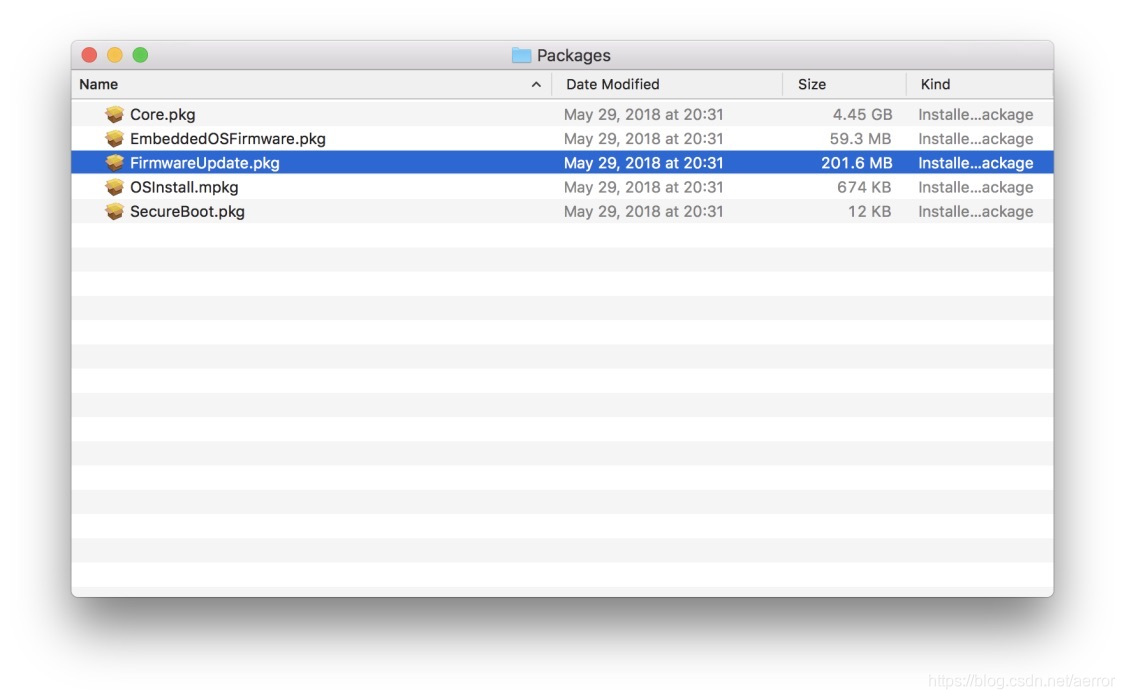 Packages
Name Date Modified Size Kind
Core.pkg May 29, 2018 at 20:31 4.45 GB Installe...ackage
EmbeddedOSFirmware.pkg May 29, 2018 at 20:31 59.3 MB Installe...ackage
FirmwareUpdate.pkg May 29, 2018 at 20:31 201.6 MB Installe...ackage
OSInstall.mpkg May 29, 2018 at 20:31 674 KB Installe...ackage
SecureBoot.pkg May 29, 2018 at 20:31 12 KB Installe...ackage
https://blog.csdn.net/aerror